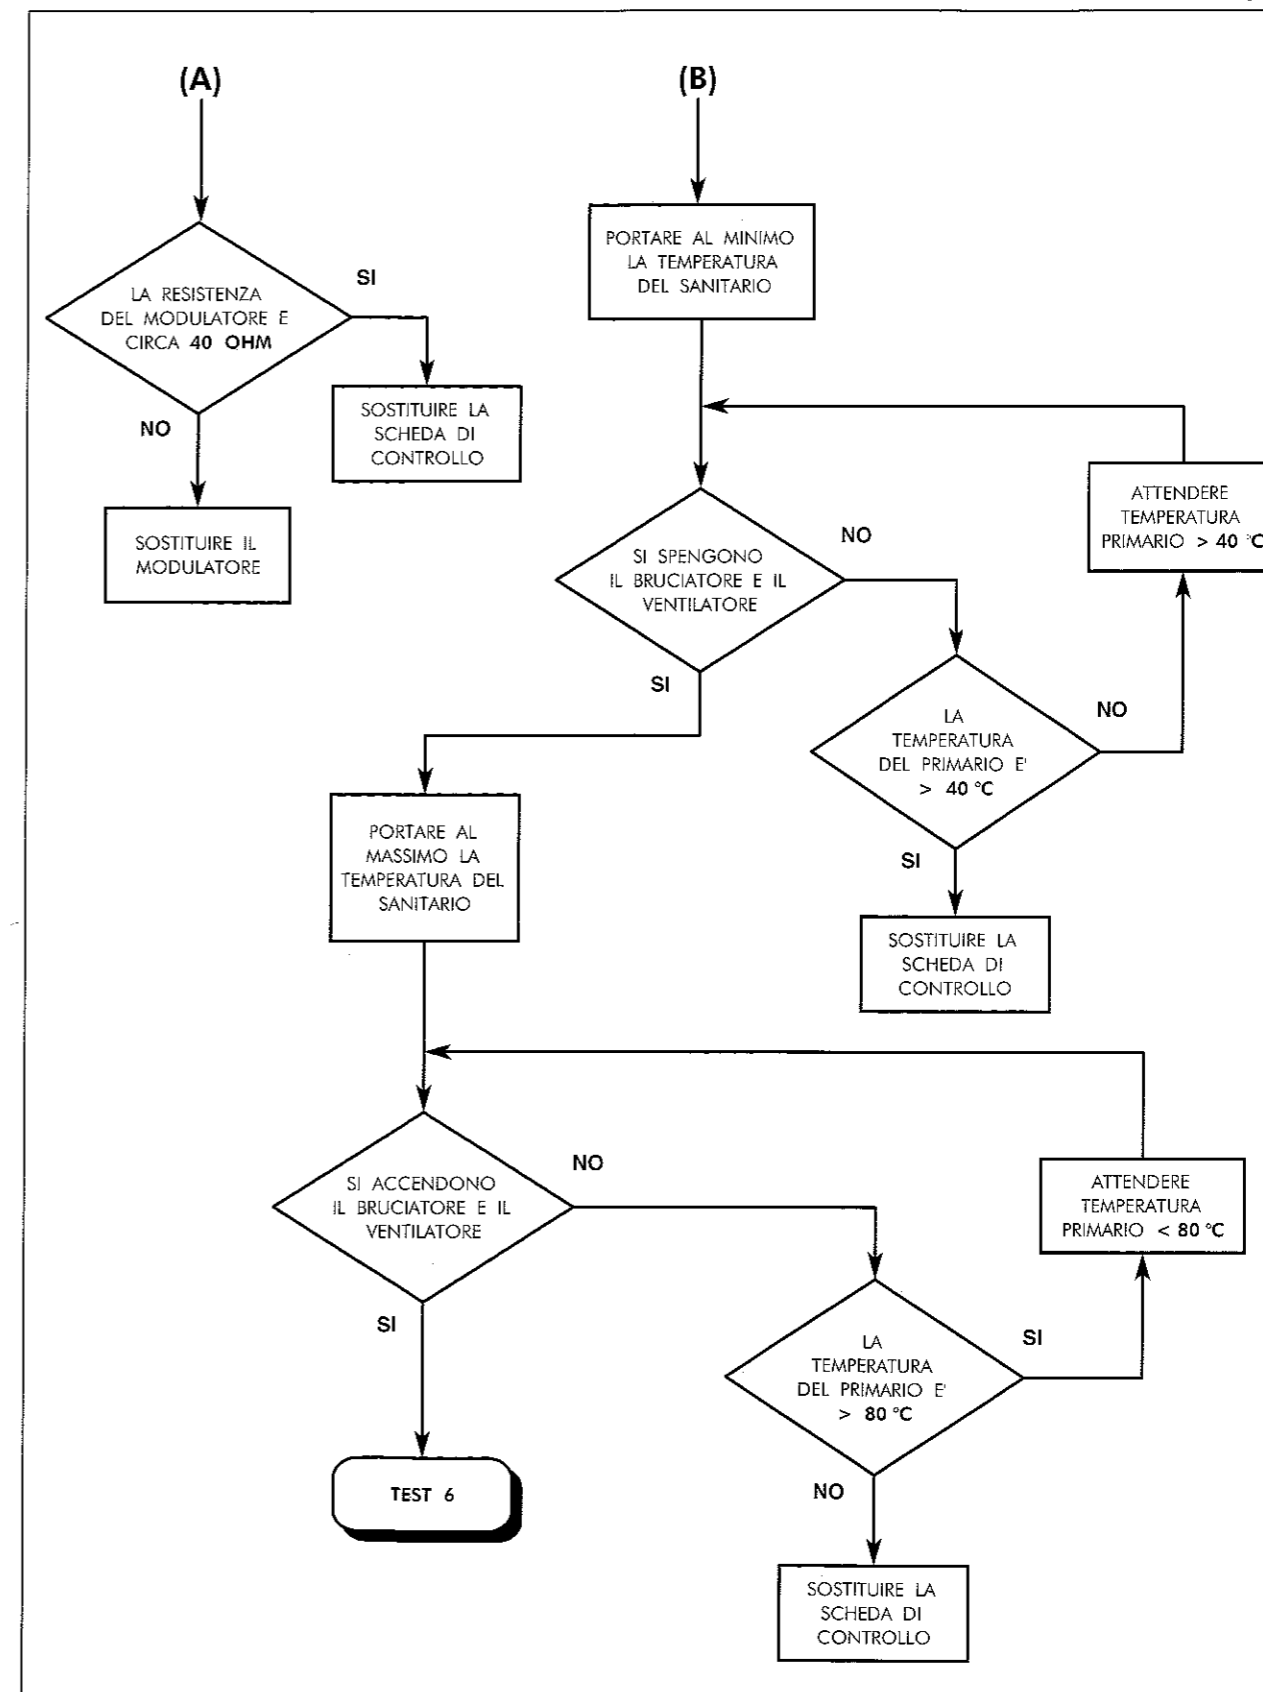 (A)
LA RESISTENZA
DEL MODULATORE E
CIRCA 40 OHM
SI
NO
SOSTITUIRE LA
SCHEDA DI
CONTROLLO
SOSTITUIRE IL
MODULATORE
(B)
PORTARE AL MINIMO
LA TEMPERATURA
DEL SANITARIO
SI SPENGONO
IL BRUCIATORE E IL
VENTILATORE
NO
SI
ATTENDERE
TEMPERATURA
PRIMARIO > 40 °C
LA
TEMPERATURA
DEL PRIMARIO E'
> 40 °C
NO
SI
SOSTITUIRE LA
SCHEDA DI
CONTROLLO
PORTARE AL
MASSIMO LA
TEMPERATURA DEL
SANITARIO
SI ACCENDONO
IL BRUCIATORE E IL
VENTILATORE
NO
SI
ATTENDERE
TEMPERATURA
PRIMARIO < 80 °C
LA
TEMPERATURA
DEL PRIMARIO E'
> 80 °C
SI
NO
TEST 6
SOSTITUIRE LA
SCHEDA DI
CONTROLLO